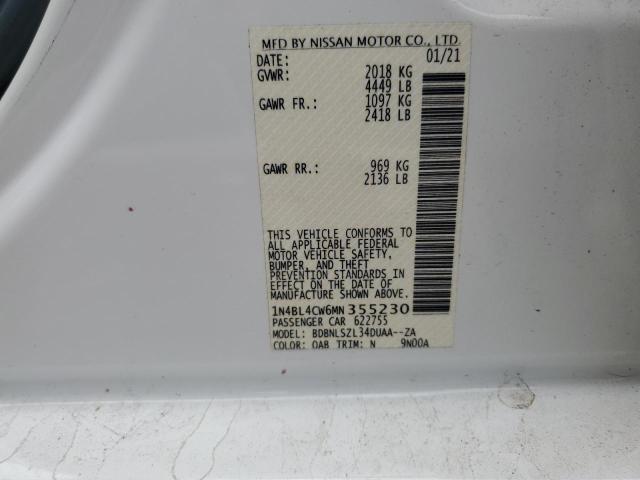 MFD BY NISSAN MOTOR CO., LTD.
DATE: 01/21
GVWR: 2018 KG
4449 LB
GAWR FR.: 1097 KG
2418 LB
GAWR RR.: 969 KG
2136 LB
THIS VEHICLE CONFORMS TO
ALL APPLICABLE FEDERAL
MOTOR VEHICLE SAFETY,
BUMPER, AND THEFT
PREVENTION STANDARDS IN
EFFECT ON THE DATE OF
MANUFACTURE SHOWN ABOVE.
1N4BL4CW6MN355230
PASSENGER CAR 622755
MODEL: BDBNLSZL34DUAA--ZA
COLOR: QAB TRIM: N 9N00A